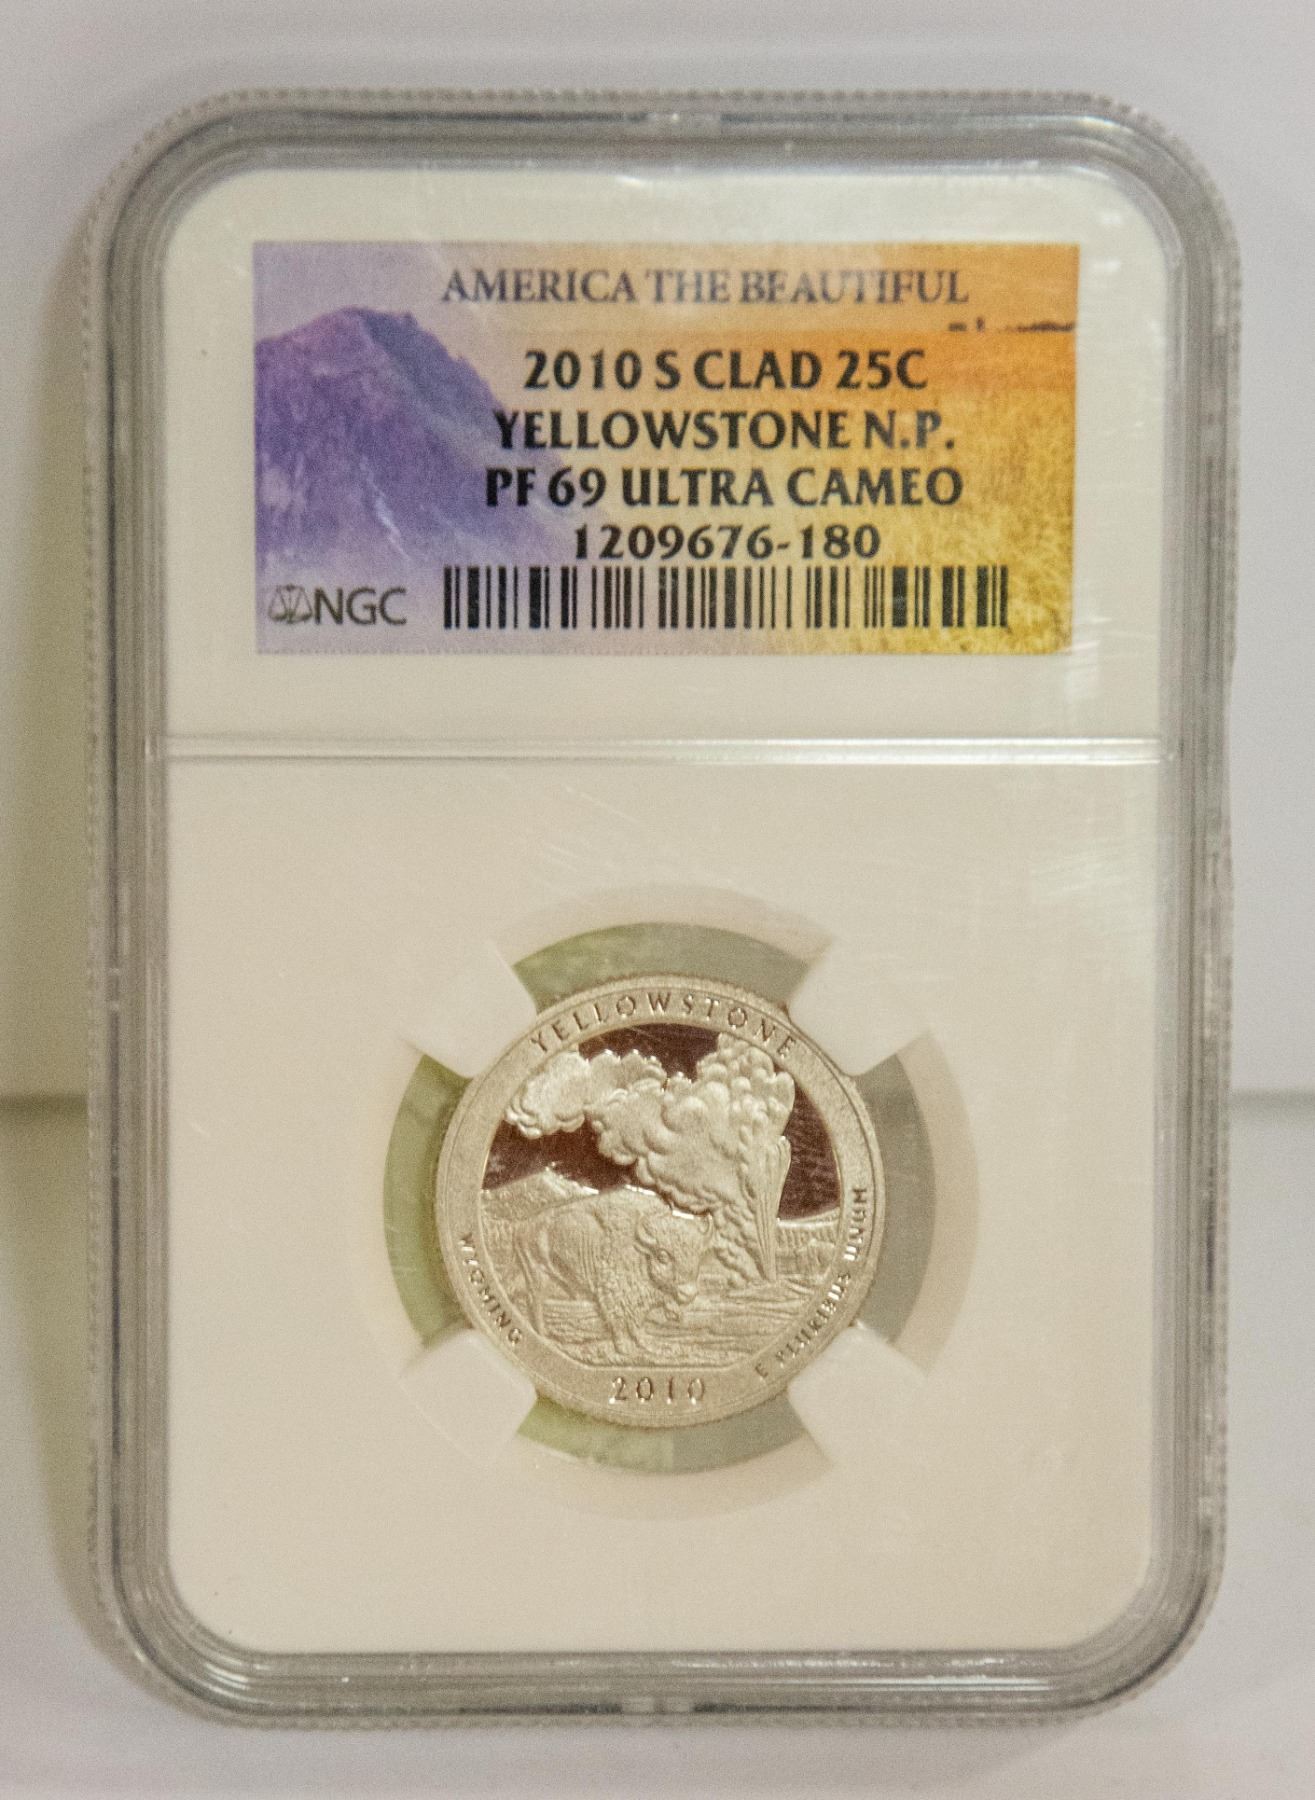 AMERICA THE BEAUTIFUL
2010 S CLAD 25C
YELLOWSTONE N.P.
PF 69 ULTRA CAMEO
1209676-180
NGC
YELLOWSTONE
WYOMING
E PLURIBUS UNUM
2010